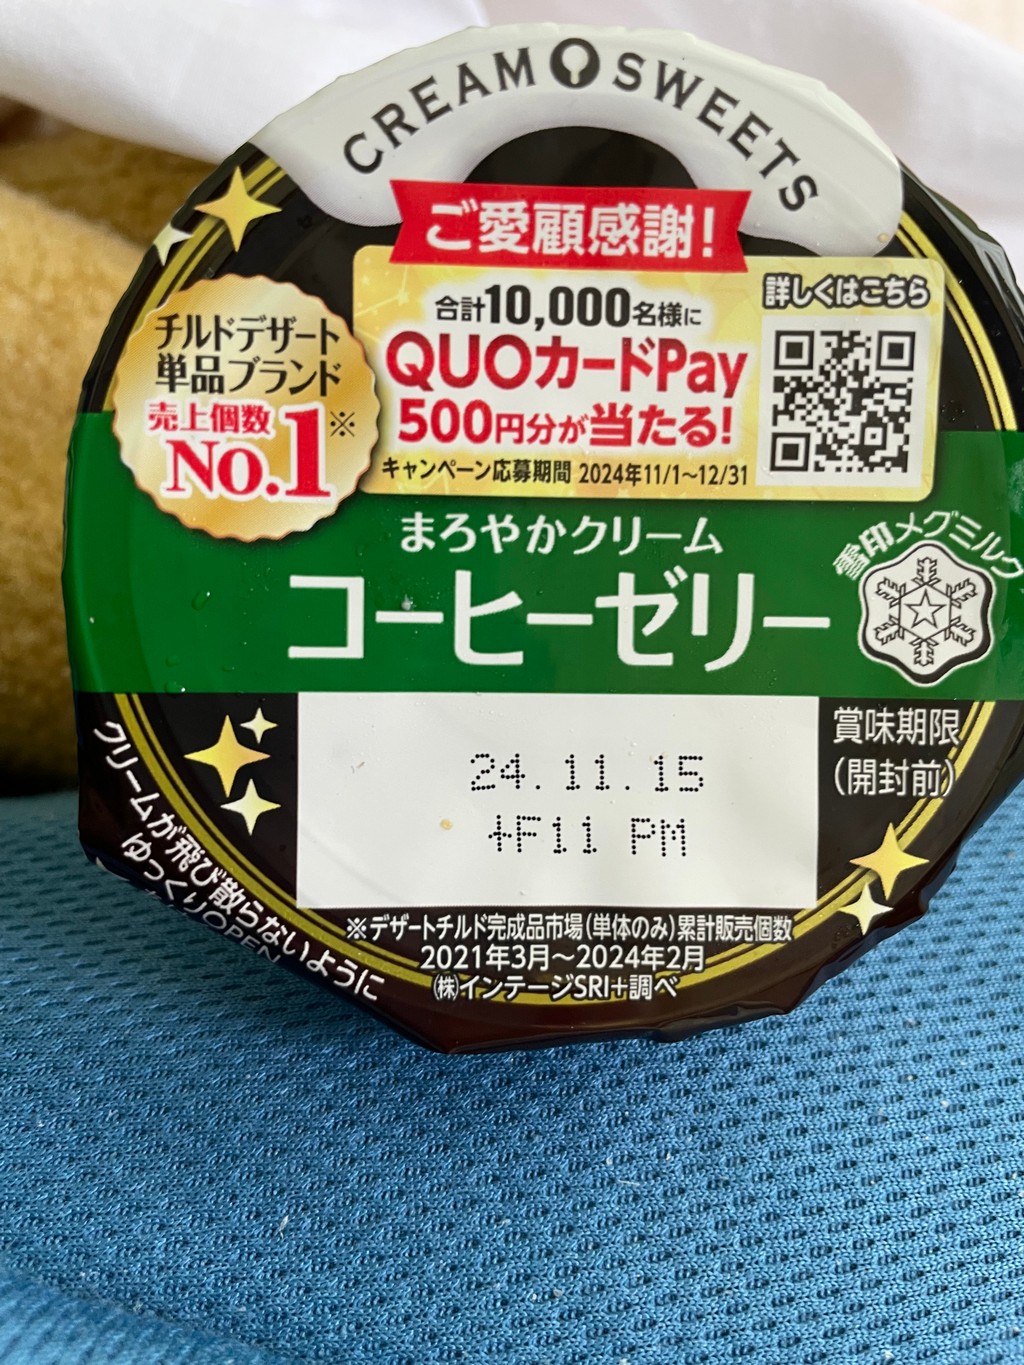 CREAM SWEETS
ご愛顧感謝!
詳しくはこちら
合計10,000名様に
QUOカードPay
500円分が当たる!
キャンペーン応募期間 2024年11/1～12/31
チルドデザート
単品ブランド
売上個数
No.1※
まろやかクリーム
コーヒーゼリー
雪印メグミルク
賞味期限
(開封前)
24.11.15
+F11 PM
クリームが飛び散らないように
ゆっくりOPEN
※デザートチルド完成品市場(単体のみ)累計販売個数
2021年3月～2024年2月
㈱インテージSRI+調べ